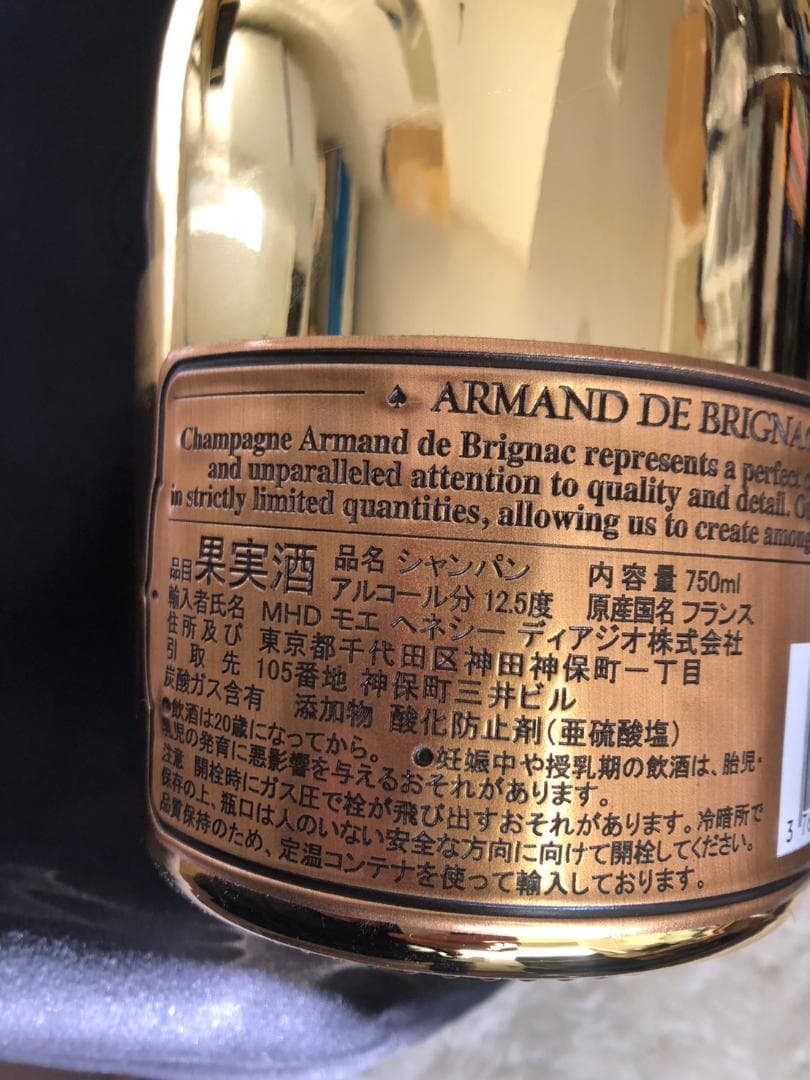 ♠ ARMAND DE BRIGNA
Champagne Armand de Brignac represents a perfect
and unparalleled attention to quality and detail.
in strictly limited quantities, allowing us to create among
品目 果実酒 品名 シャンパン 内容量 750ml
アルコール分 12.5度 原産国名 フランス
輸入者氏名 MHD モエ ヘネシー ディアジオ株式会社
住所及び 東京都千代田区神田神保町一丁目
引取先 105番地 神保町三井ビル
炭酸ガス含有 添加物 酸化防止剤(亜硫酸塩)
●飲酒は20歳になってから。 ●妊娠中や授乳期の飲酒は、胎児・
乳児の発育に悪影響を与えるおそれがあります。
注意 開栓時にガス圧で栓が飛び出すおそれがあります。冷暗所で
保存の上、瓶口は人のいない安全な方向に向けて開栓してください。
品質保持のため、定温コンテナを使って輸入しております。
3